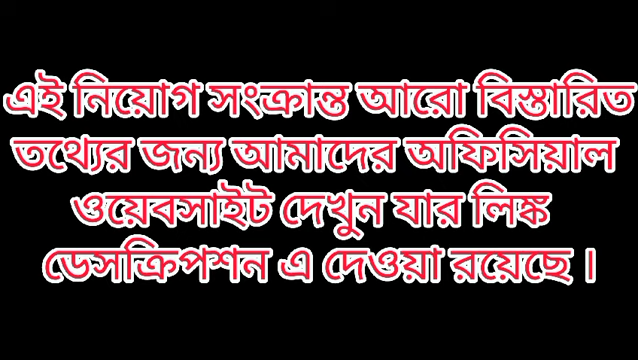 এই নিয়োগ সংক্রান্ত আরো বিস্তারিত
তথ্যের জন্য আমাদের অফিসিয়াল
ওয়েবসাইট দেখুন যার লিঙ্ক
ডেসক্রিপশন এ দেওয়া রয়েছে ।